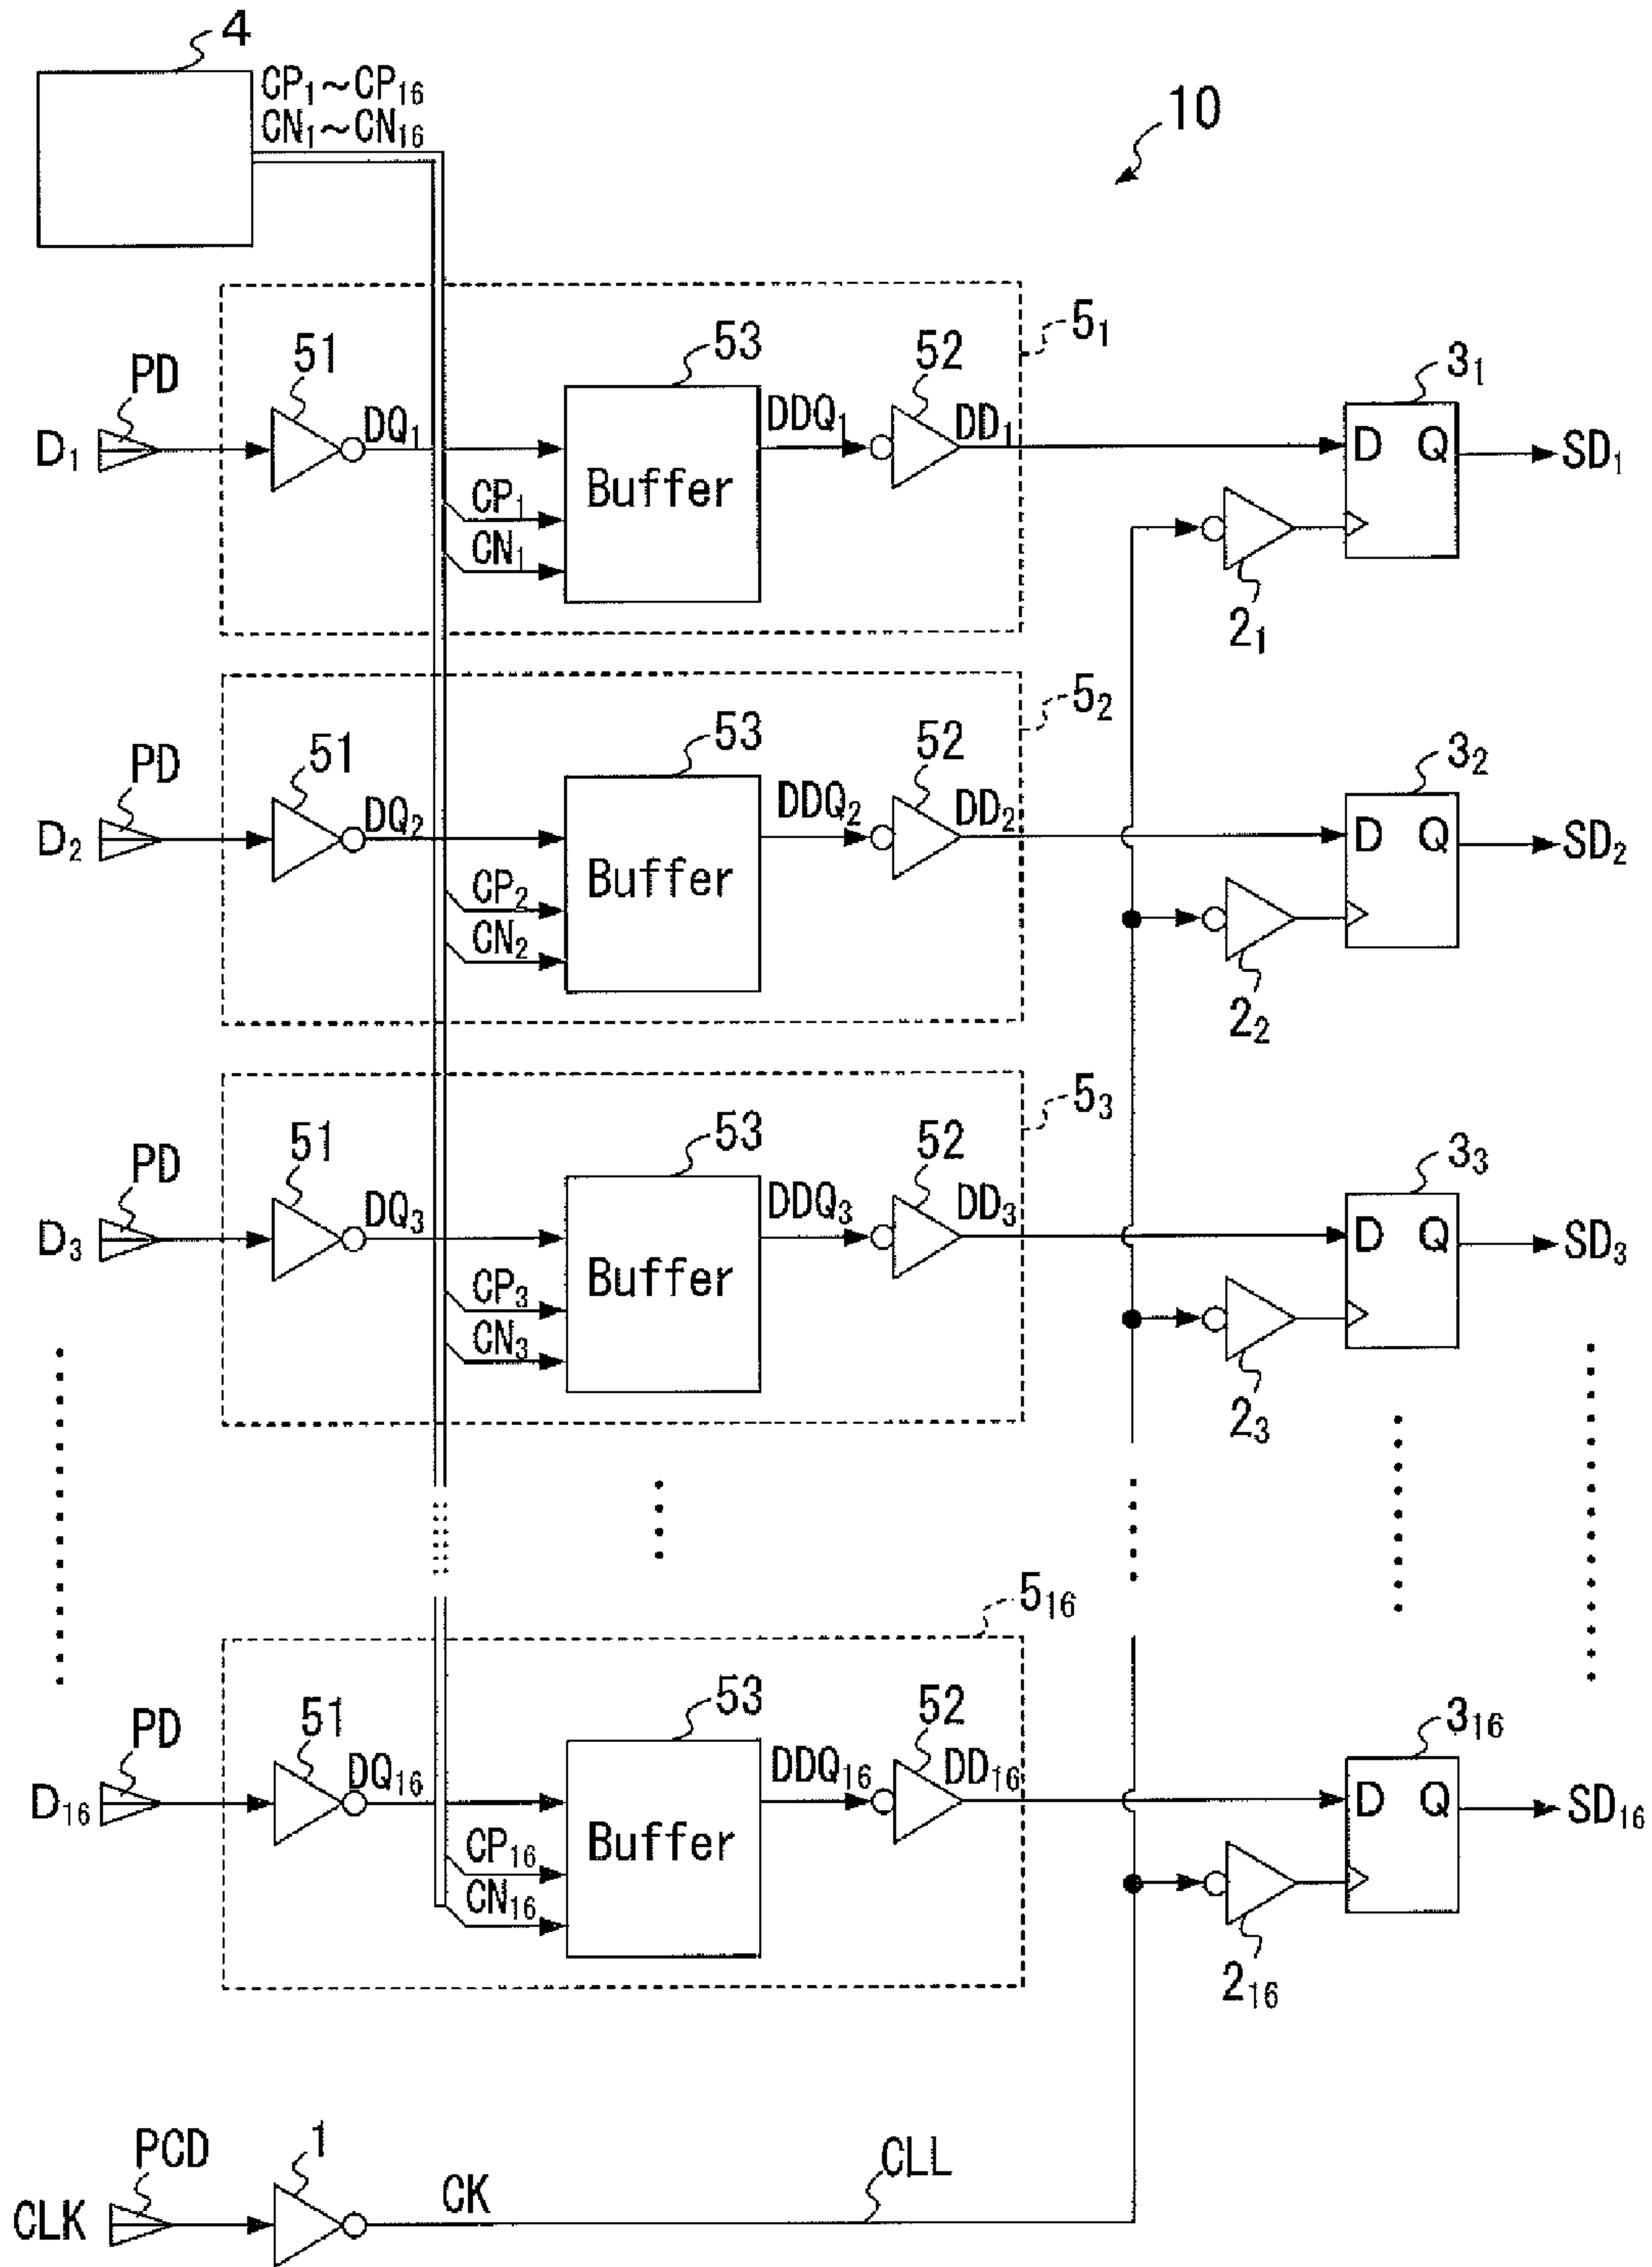 4
CP₁~CP₁₆
CN₁~CN₁₆
10
5₁
PD
51
53
52
3₁
D₁
DQ₁
Buffer
DDQ₁
DD₁
D Q
SD₁
CP₁
CN₁
2₁
5₂
PD
51
53
52
3₂
D₂
DQ₂
Buffer
DDQ₂
DD₂
D Q
SD₂
CP₂
CN₂
2₂
5₃
PD
51
53
52
3₃
D₃
DQ₃
Buffer
DDQ₃
DD₃
D Q
SD₃
CP₃
CN₃
2₃
5₁₆
PD
51
53
52
3₁₆
D₁₆
DQ₁₆
Buffer
DDQ₁₆
DD₁₆
D Q
SD₁₆
CP₁₆
CN₁₆
2₁₆
PCD
1
CLK
CK
CLL